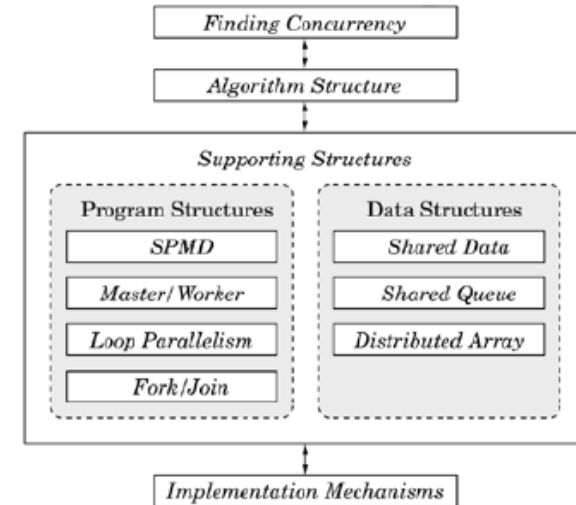 Finding Concurrency
Algorithm Structure
Supporting Structures
Program Structures
SPMD
Master/Worker
Loop Parallelism
Fork/Join
Data Structures
Shared Data
Shared Queue
Distributed Array
Implementation Mechanisms